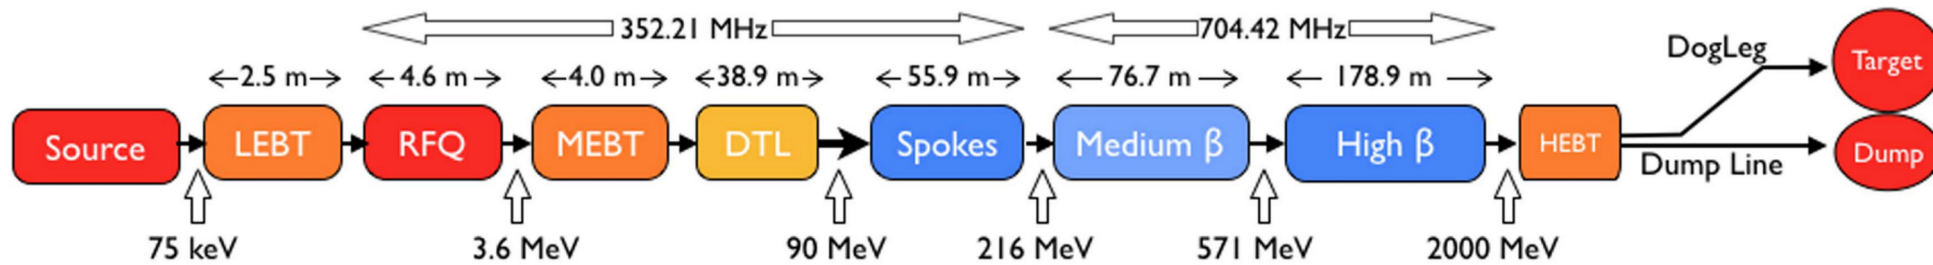 352.21 MHz 704.42 MHz
2.5 m 4.6 m 4.0 m 38.9 m 55.9 m 76.7 m 178.9 m DogLeg Target
Source LEBT RFQ MEBT DTL Spokes Medium β High β HEBT
Dump Line Dump
75 keV 3.6 MeV 90 MeV 216 MeV 571 MeV 2000 MeV